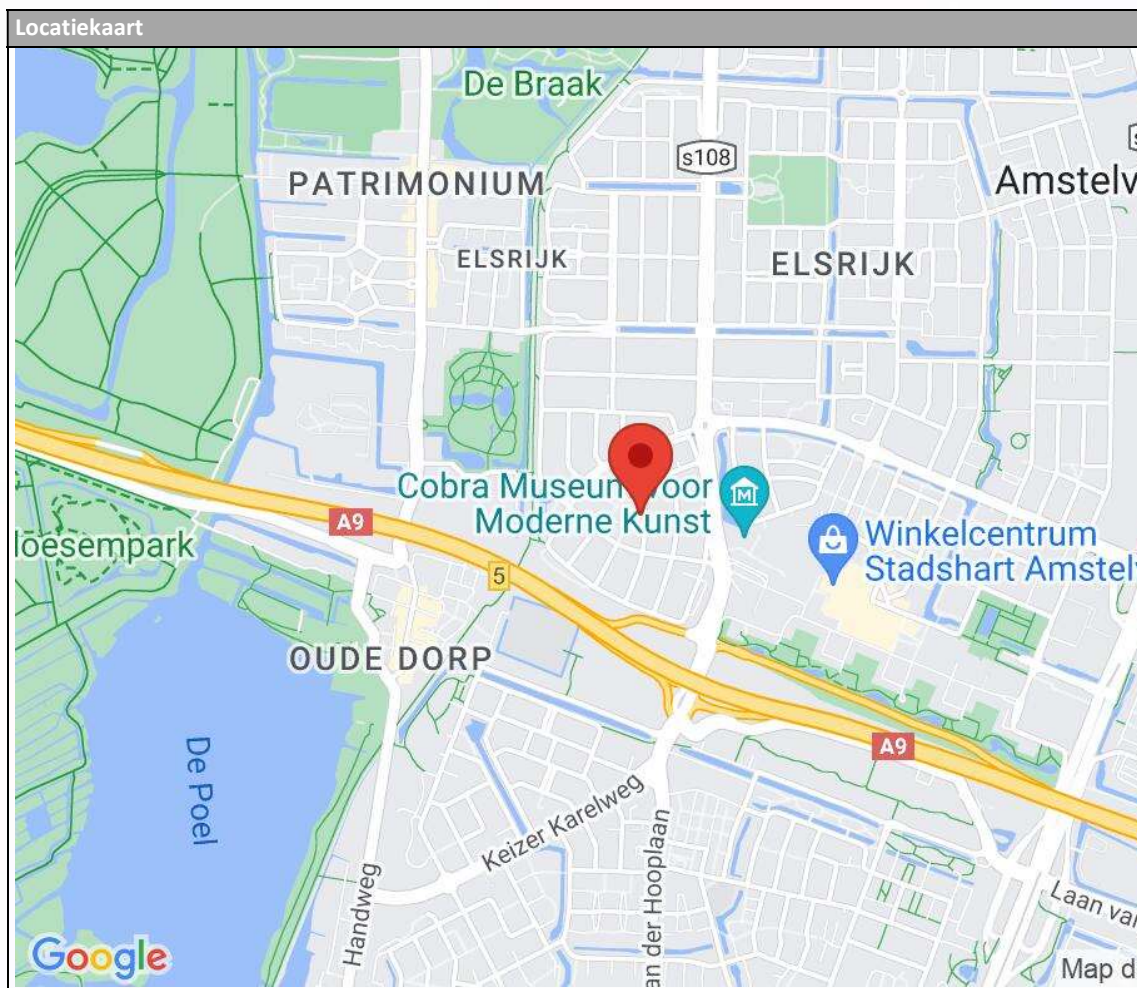 Locatiekaart
De Braak
s108
PATRIMONIUM
Amstelv
ELSRIJK
ELSRIJK
Cobra Museum voor
Moderne Kunst
Winkelcentrum
Stadshart Amstelv
A9
loesempark
5
OUDE DORP
De Poel
A9
Keizer Karelweg
Handweg
an der Hooplaan
Laan van
Google
Map d